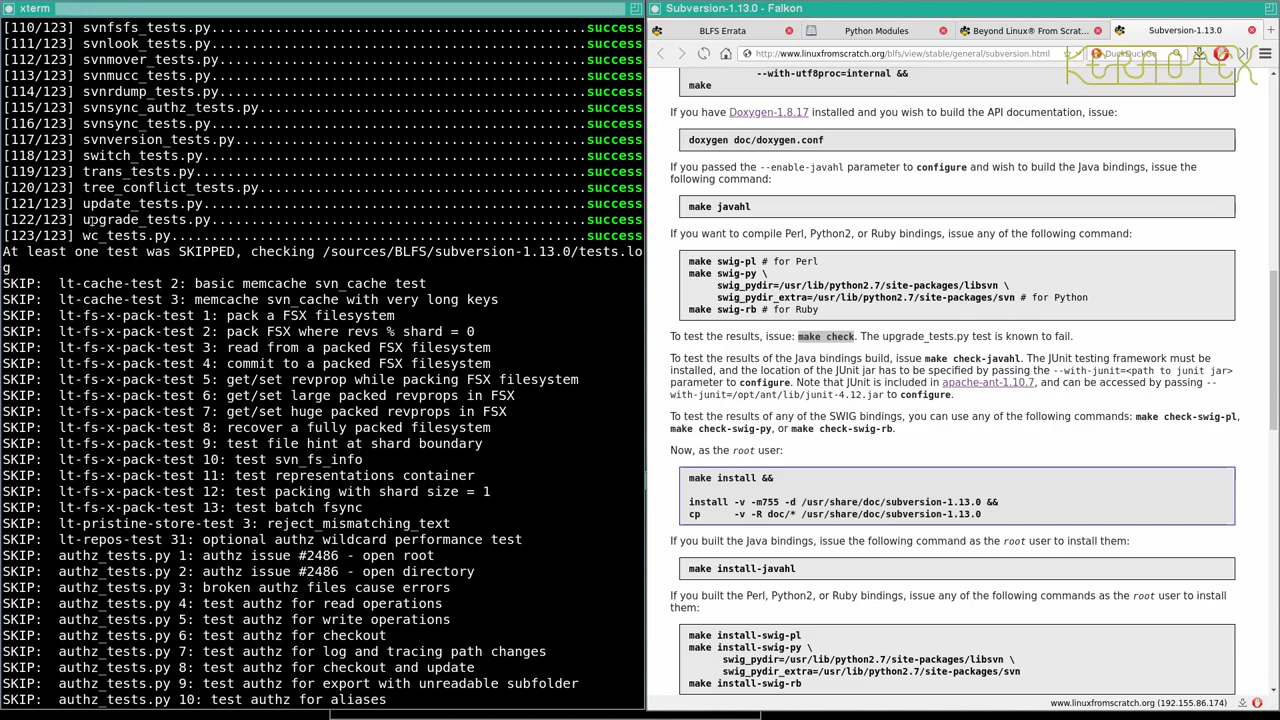 xterm
[110/123] svnfsfs_tests.py...............................................success
[111/123] svnlook_tests.py...............................................success
[112/123] svnmover_tests.py..............................................success
[113/123] svnmucc_tests.py...............................................success
[114/123] svnrdump_tests.py..............................................success
[115/123] svnsync_authz_tests.py.........................................success
[116/123] svnsync_tests.py...............................................success
[117/123] svnversion_tests.py............................................success
[118/123] switch_tests.py................................................success
[119/123] trans_tests.py.................................................success
[120/123] tree_conflict_tests.py.........................................success
[121/123] update_tests.py................................................success
[122/123] upgrade_tests.py...............................................success
[123/123] wc_tests.py....................................................success
At least one test was SKIPPED, checking /sources/BLFS/subversion-1.13.0/tests.lo
g
SKIP:  lt-cache-test 2: basic memcache svn_cache test
SKIP:  lt-cache-test 3: memcache svn_cache with very long keys
SKIP:  lt-fs-x-pack-test 1: pack a FSX filesystem
SKIP:  lt-fs-x-pack-test 2: pack FSX where revs % shard = 0
SKIP:  lt-fs-x-pack-test 3: read from a packed FSX filesystem
SKIP:  lt-fs-x-pack-test 4: commit to a packed FSX filesystem
SKIP:  lt-fs-x-pack-test 5: get/set revprop while packing FSX filesystem
SKIP:  lt-fs-x-pack-test 6: get/set large packed revprops in FSX
SKIP:  lt-fs-x-pack-test 7: get/set huge packed revprops in FSX
SKIP:  lt-fs-x-pack-test 8: recover a fully packed filesystem
SKIP:  lt-fs-x-pack-test 9: test file hint at shard boundary
SKIP:  lt-fs-x-pack-test 10: test svn_fs_info
SKIP:  lt-fs-x-pack-test 11: test representations container
SKIP:  lt-fs-x-pack-test 12: test packing with shard size = 1
SKIP:  lt-fs-x-pack-test 13: test batch fsync
SKIP:  lt-pristine-store-test 3: reject_mismatching_text
SKIP:  lt-repos-test 31: optional authz wildcard performance test
SKIP:  authz_tests.py 1: authz issue #2486 - open root
SKIP:  authz_tests.py 2: authz issue #2486 - open directory
SKIP:  authz_tests.py 3: broken authz files cause errors
SKIP:  authz_tests.py 4: test authz for read operations
SKIP:  authz_tests.py 5: test authz for write operations
SKIP:  authz_tests.py 6: test authz for checkout
SKIP:  authz_tests.py 7: test authz for log and tracing path changes
SKIP:  authz_tests.py 8: test authz for checkout and update
SKIP:  authz_tests.py 9: test authz for export with unreadable subfolder
SKIP:  authz_tests.py 10: test authz for aliases
Subversion-1.13.0 - Falkon
BLFS Errata
Python Modules
Beyond Linux® From Scrat...
Subversion-1.13.0
http://www.linuxfromscratch.org/blfs/view/stable/general/subversion.html
DuckDuckGo
--with-utf8proc=internal &&
make
If you have Doxygen-1.8.17 installed and you wish to build the API documentation, issue:
doxygen doc/doxygen.conf
If you passed the --enable-javahl parameter to configure and wish to build the Java bindings, issue the
following command:
make javahl
If you want to compile Perl, Python2, or Ruby bindings, issue any of the following command:
make swig-pl # for Perl
make swig-py \
swig_pydir=/usr/lib/python2.7/site-packages/libsvn \
swig_pydir_extra=/usr/lib/python2.7/site-packages/svn # for Python
make swig-rb # for Ruby
To test the results, issue: make check. The upgrade_tests.py test is known to fail.
To test the results of the Java bindings build, issue make check-javahl. The JUnit testing framework must be
installed, and the location of the JUnit jar has to be specified by passing the --with-junit=<path to junit jar>
parameter to configure. Note that JUnit is included in apache-ant-1.10.7, and can be accessed by passing --
with-junit=/opt/ant/lib/junit-4.12.jar to configure.
To test the results of any of the SWIG bindings, you can use any of the following commands: make check-swig-pl,
make check-swig-py, or make check-swig-rb.
Now, as the root user:
make install &&
install -v -m755 -d /usr/share/doc/subversion-1.13.0 &&
cp      -v -R doc/* /usr/share/doc/subversion-1.13.0
If you built the Java bindings, issue the following command as the root user to install them:
make install-javahl
If you built the Perl, Python2, or Ruby bindings, issue any of the following commands as the root user to install
them:
make install-swig-pl
make install-swig-py \
swig_pydir=/usr/lib/python2.7/site-packages/libsvn \
swig_pydir_extra=/usr/lib/python2.7/site-packages/svn
make install-swig-rb
www.linuxfromscratch.org (192.155.86.174)